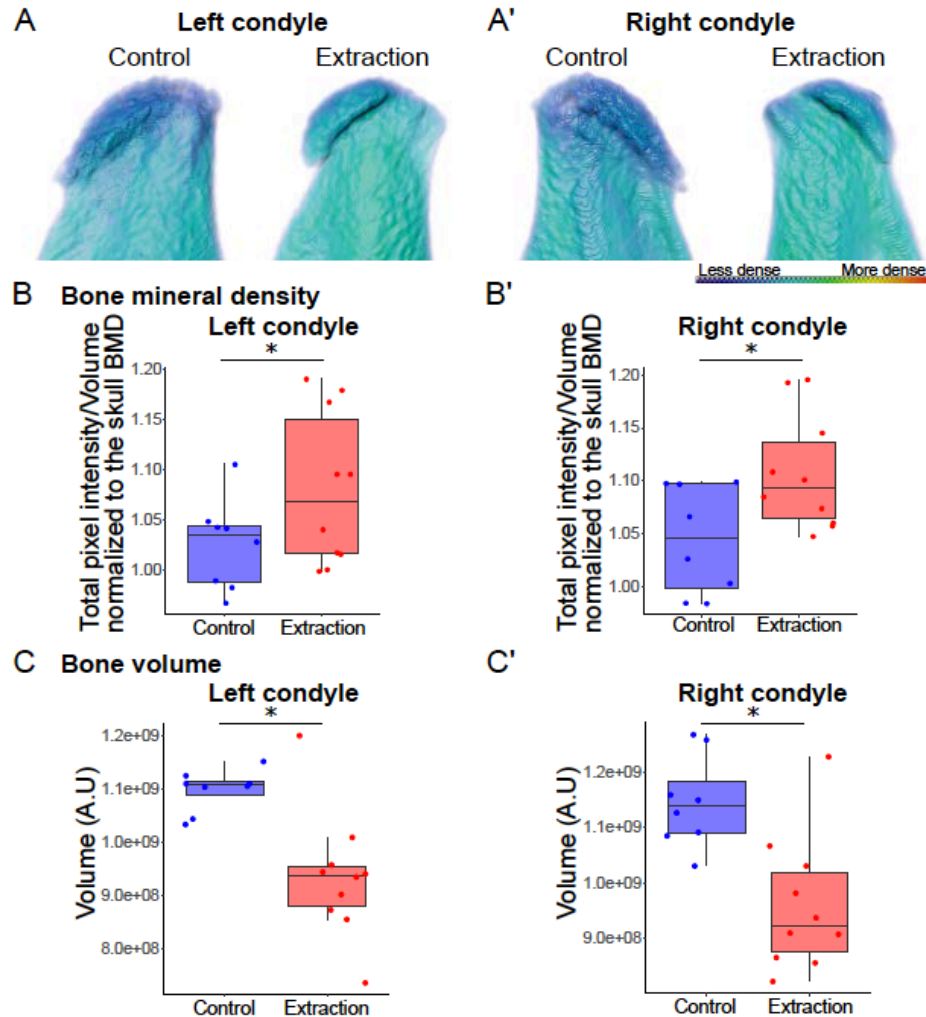 A Left condyle A' Right condyle
Control Extraction Control Extraction
Less dense More dense
B Bone mineral density B'
Left condyle Right condyle
* *
Total pixel intensity/Volume
normalized to the skull BMD
1.20
1.15
1.10
1.05
1.00
Control Extraction
Total pixel intensity/Volume
normalized to the skull BMD
1.20
1.15
1.10
1.05
1.00
Control Extraction
C Bone volume C'
Left condyle Right condyle
* *
Volume (A.U)
1.2e+09
1.1e+09
1.0e+09
9.0e+08
8.0e+08
Control Extraction
Volume (A.U)
1.2e+09
1.1e+09
1.0e+09
9.0e+08
Control Extraction